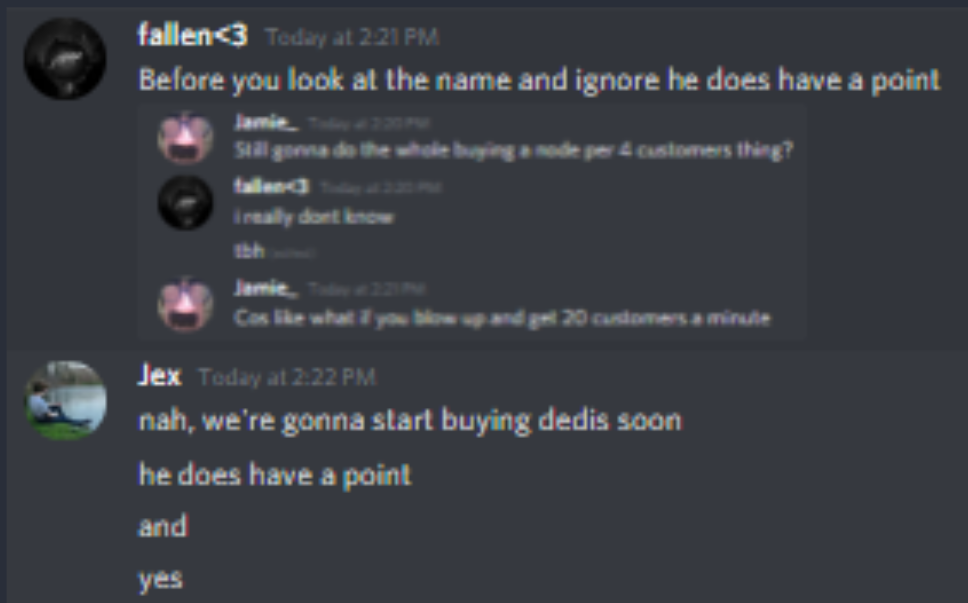 fallen<3 Today at 2:21 PM
Before you look at the name and ignore he does have a point
Jamie_ Today at 2:20 PM
Still gonna do the whole buying a node per 4 customers thing?
fallen<3 Today at 2:20 PM
i really dont know
tbh (edited)
Jamie_ Today at 2:21 PM
Cos like what if you blow up and get 20 customers a minute
Jex Today at 2:22 PM
nah, we're gonna start buying dedis soon
he does have a point
and
yes